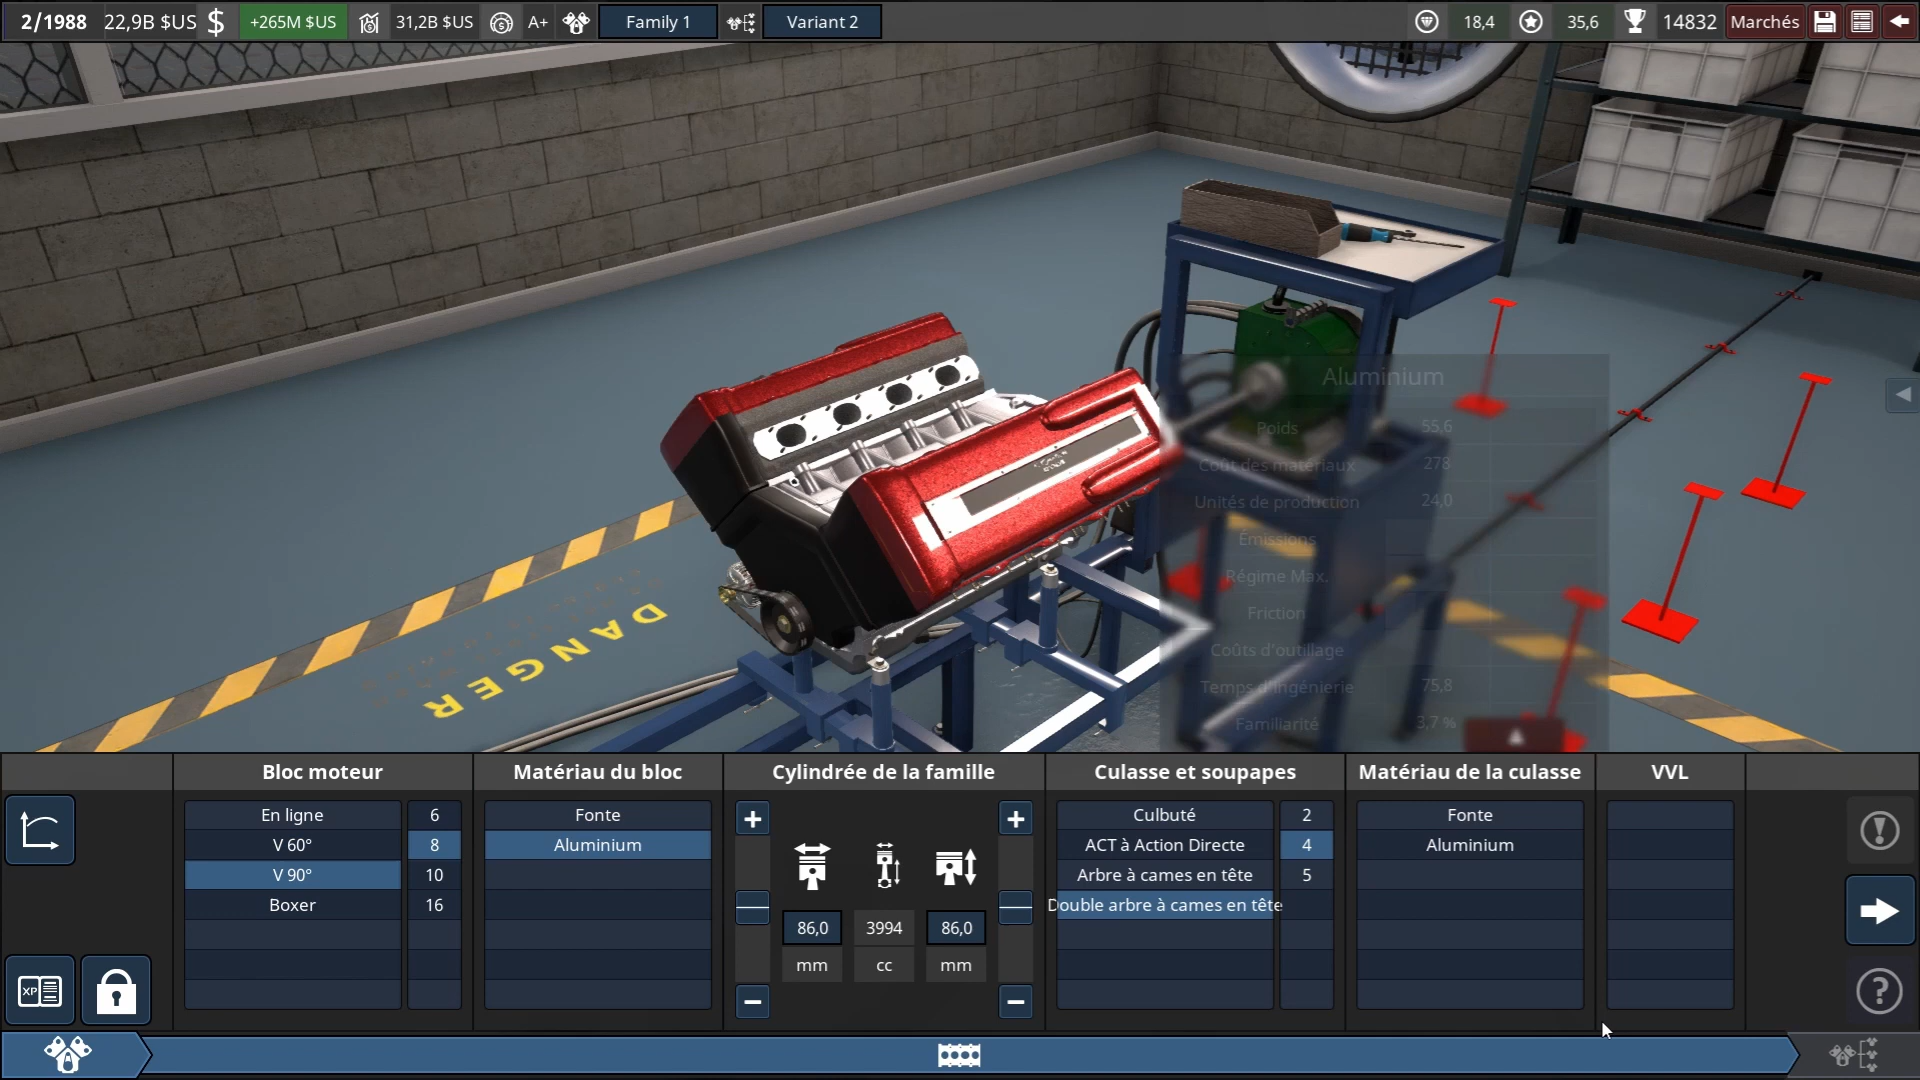 2/1988 22,9B $US $ +265M $US 31,2B $US A+ Family 1 Variant 2 18,4 35,6 14832 Marchés
Aluminium
Poids 55,6
Coût des matériaux 278
Unités de production 24,0
Émissions
Régime Max.
Friction
Coûts d'outillage
Temps d'ingénierie 75,8
Familiarité 3,7 %
DANGER
Bloc moteur Matériau du bloc Cylindrée de la famille Culasse et soupapes Matériau de la culasse VVL
En ligne 6 Fonte Culbuté 2 Fonte
V 60° 8 Aluminium ACT à Action Directe 4 Aluminium
V 90° 10 Arbre à cames en tête 5
Boxer 16 Double arbre à cames en tête
86,0 3994 86,0
mm cc mm
XP